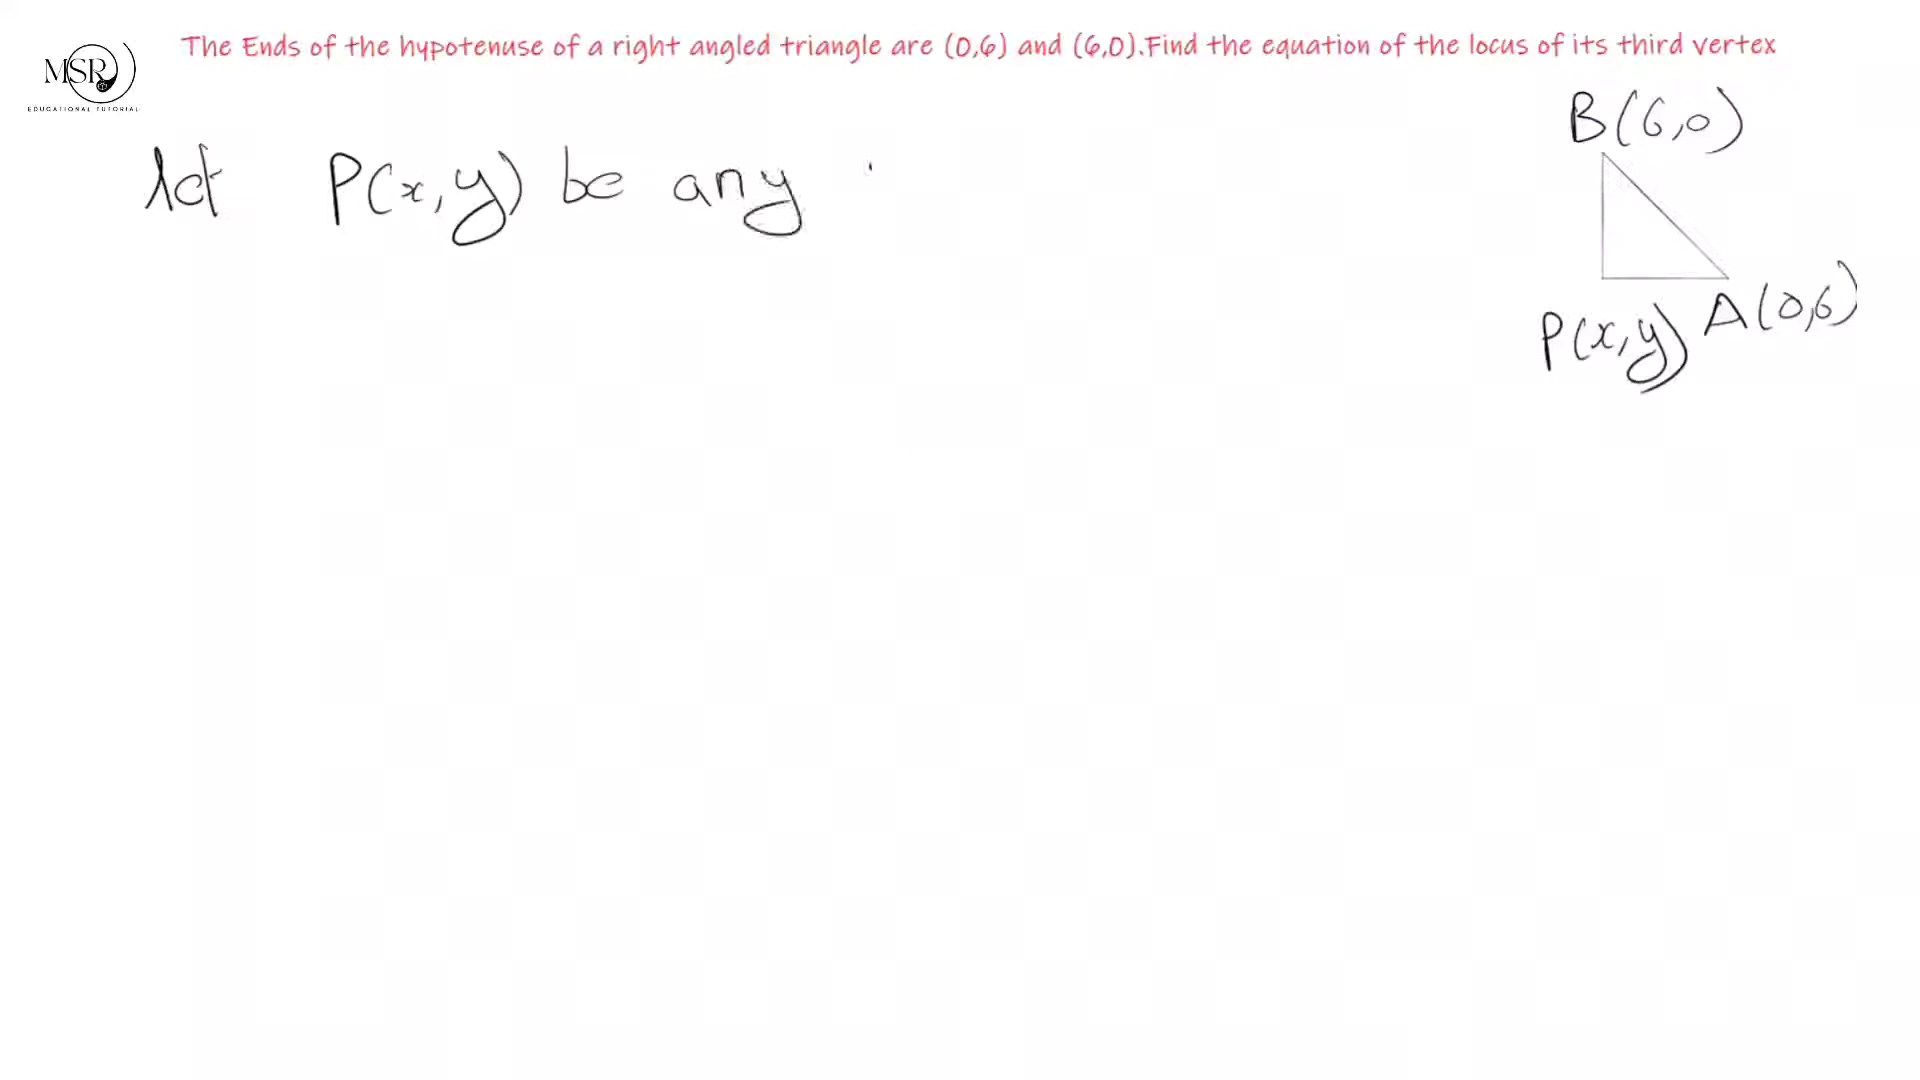 The Ends of the hypotenuse of a right angled triangle are (0,6) and (6,0).Find the equation of the locus of its third vertex
MSR
EDUCATIONAL TUTORIAL
B(6,0)
let P(x,y) be any
P(x,y) A(0,6)